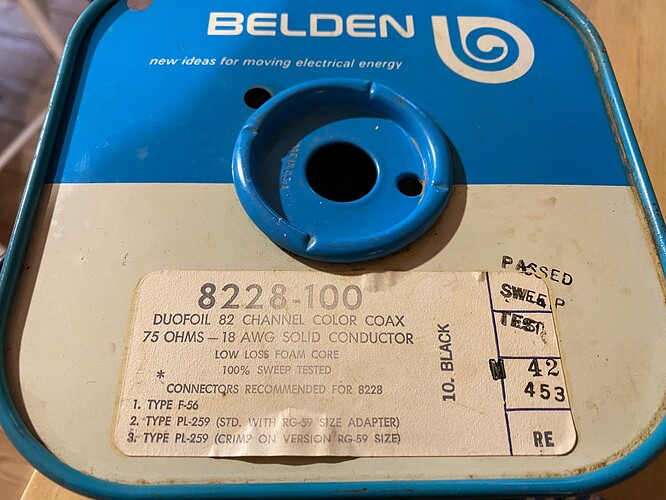 BELDEN
new ideas for moving electrical energy
8228-100
DUOFOIL 82 CHANNEL COLOR COAX
75 OHMS — 18 AWG SOLID CONDUCTOR
LOW LOSS FOAM CORE
100% SWEEP TESTED
*
CONNECTORS RECOMMENDED FOR 8228
1. TYPE F-56
2. TYPE PL-259 (STD. WITH RG-59 SIZE ADAPTER)
3. TYPE PL-259 (CRIMP ON VERSION RG-59 SIZE)
10. BLACK
PASSED
SWEEP
TEST
M 42
453
RE